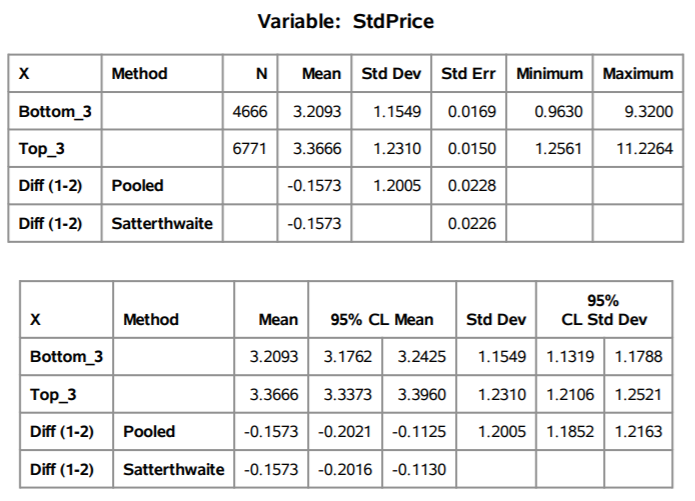 Variable: StdPrice
X Method N Mean Std Dev Std Err Minimum Maximum
Bottom_3 4666 3.2093 1.1549 0.0169 0.9630 9.3200
Top_3 6771 3.3666 1.2310 0.0150 1.2561 11.2264
Diff (1-2) Pooled -0.1573 1.2005 0.0228
Diff (1-2) Satterthwaite -0.1573 0.0226
X Method Mean 95% CL Mean Std Dev 95%
CL Std Dev
Bottom_3 3.2093 3.1762 3.2425 1.1549 1.1319 1.1788
Top_3 3.3666 3.3373 3.3960 1.2310 1.2106 1.2521
Diff (1-2) Pooled -0.1573 -0.2021 -0.1125 1.2005 1.1852 1.2163
Diff (1-2) Satterthwaite -0.1573 -0.2016 -0.1130